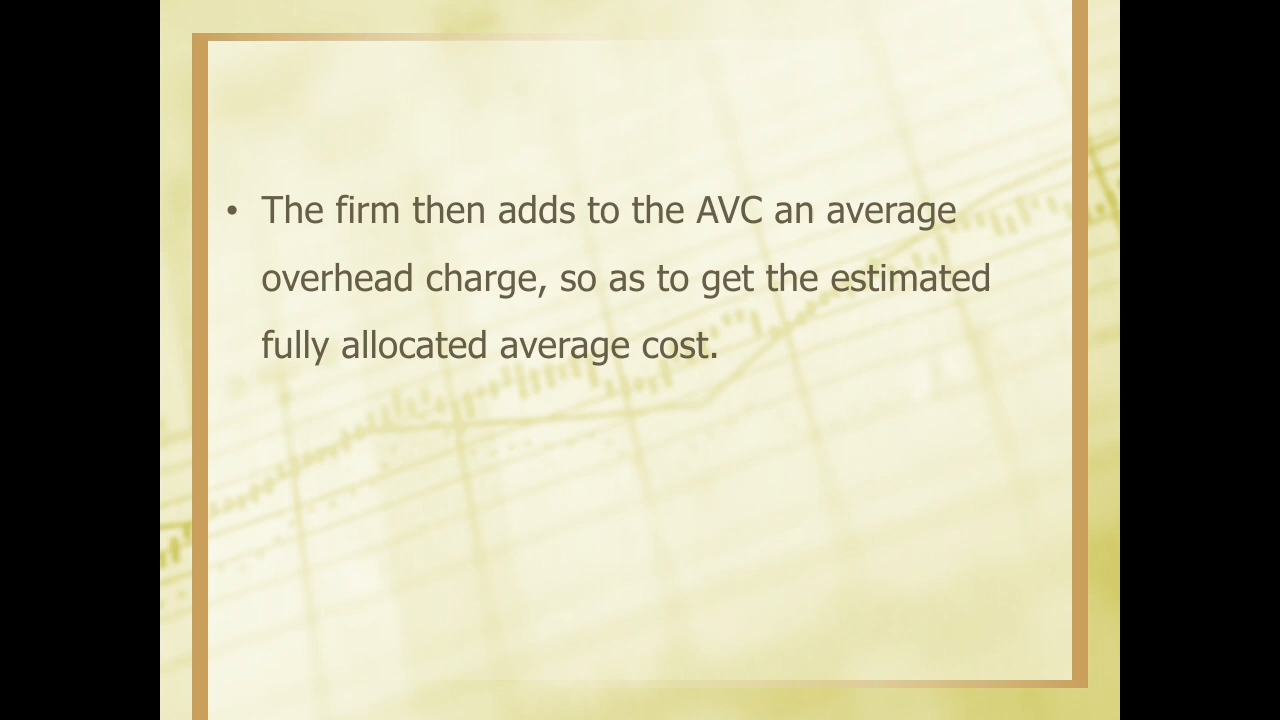 • The firm then adds to the AVC an average
overhead charge, so as to get the estimated
fully allocated average cost.